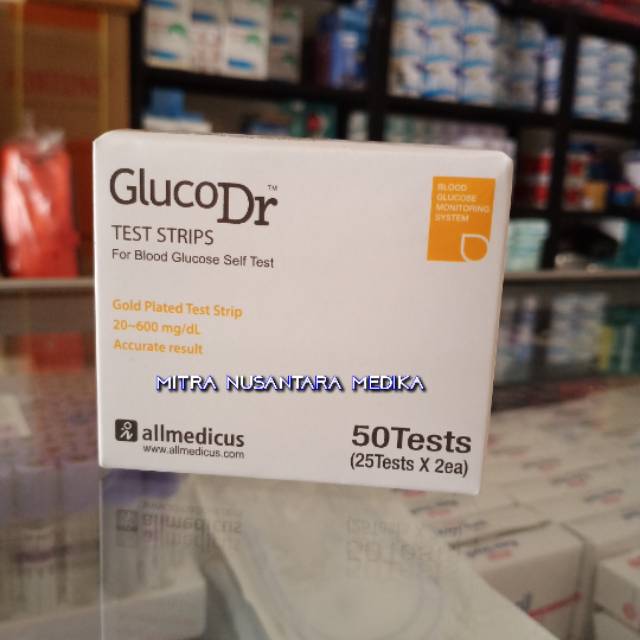 GlucoDr™
TEST STRIPS
For Blood Glucose Self Test
BLOOD
GLUCOSE
MONITORING
SYSTEM
Gold Plated Test Strip
20~600 mg/dL
Accurate result
MITRA NUSANTARA MEDIKA
allmedicus
www.allmedicus.com
50Tests
(25Tests X 2ea)